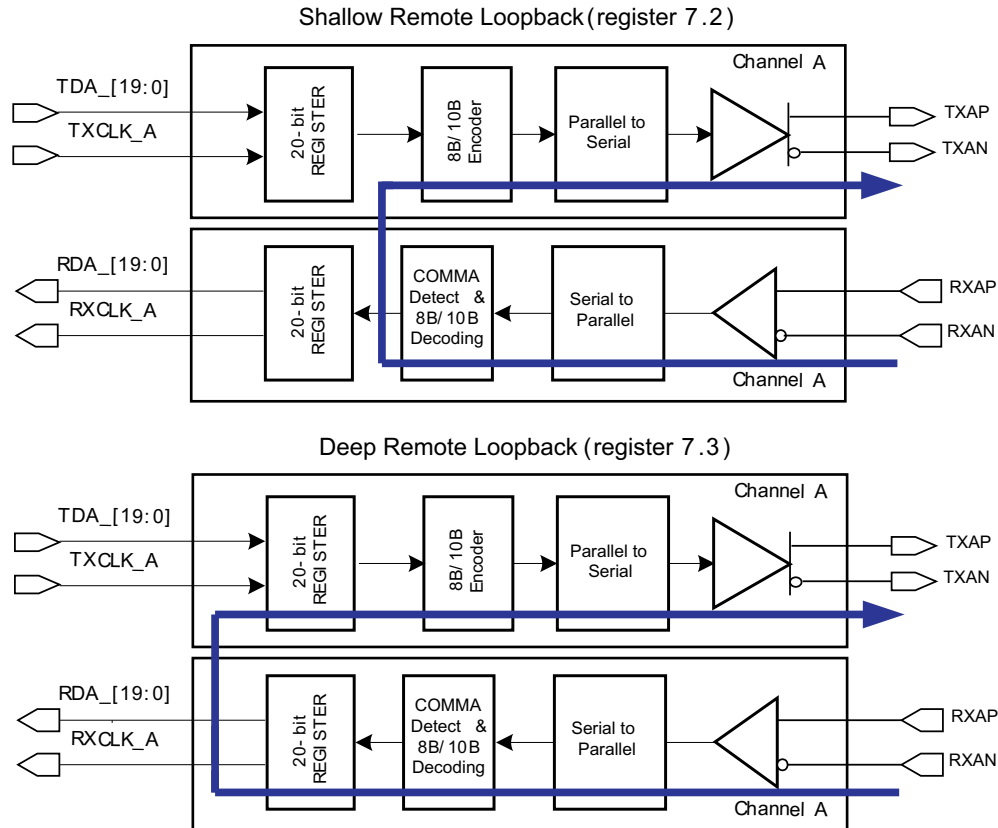 Shallow Remote Loopback (register 7.2)
Channel A
TDA_[19:0]
TXCLK_A
20- bit
REGISTER
8B/10B
Encoder
Parallel to
Serial
TXAP
TXAN
RDA_[19:0]
RXCLK_A
20-bit
REGISTER
COMMA
Detect &
8B/10B
Decoding
Serial to
Parallel
RXAP
RXAN
Channel A
Deep Remote Loopback (register 7.3)
Channel A
TDA_[19:0]
TXCLK_A
20- bit
REGISTER
8B/10B
Encoder
Parallel to
Serial
TXAP
TXAN
RDA_[19:0]
RXCLK_A
20- bit
REGISTER
COMMA
Detect &
8B/10B
Decoding
Serial to
Parallel
RXAP
RXAN
Channel A